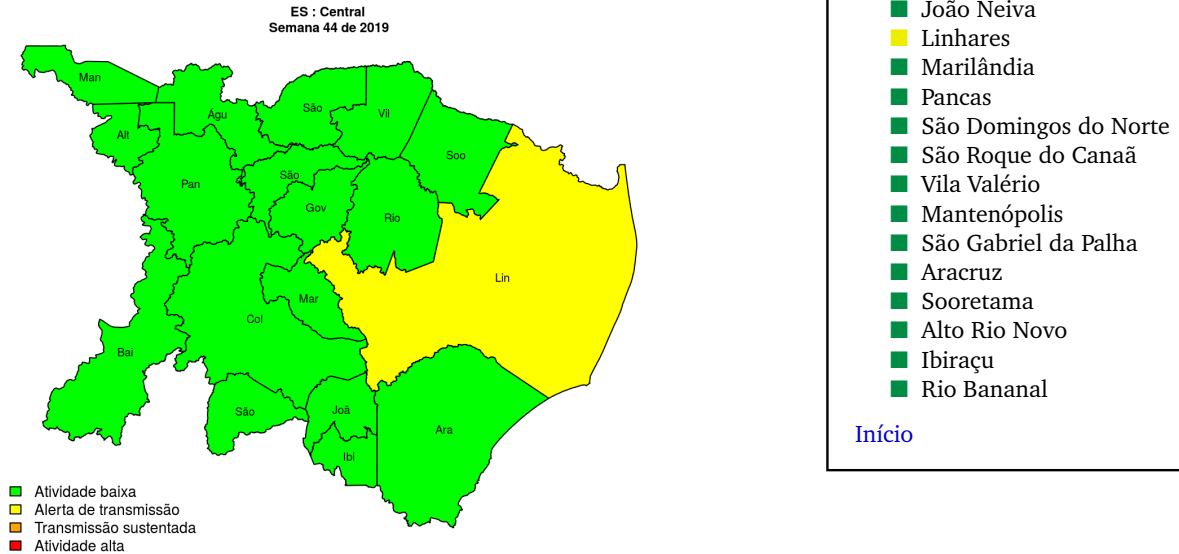 ES : Central
Semana 44 de 2019
Man
Águ
São
Vil
Alt
Soo
São
Pan
Gov
Rio
Lin
Mar
Col
Bai
São
Joã
Ara
Ibi
Atividade baixa
Alerta de transmissão
Transmissão sustentada
Atividade alta
João Neiva
Linhares
Marilândia
Pancas
São Domingos do Norte
São Roque do Canaã
Vila Valério
Mantenópolis
São Gabriel da Palha
Aracruz
Sooretama
Alto Rio Novo
Ibiraçu
Rio Bananal
Início